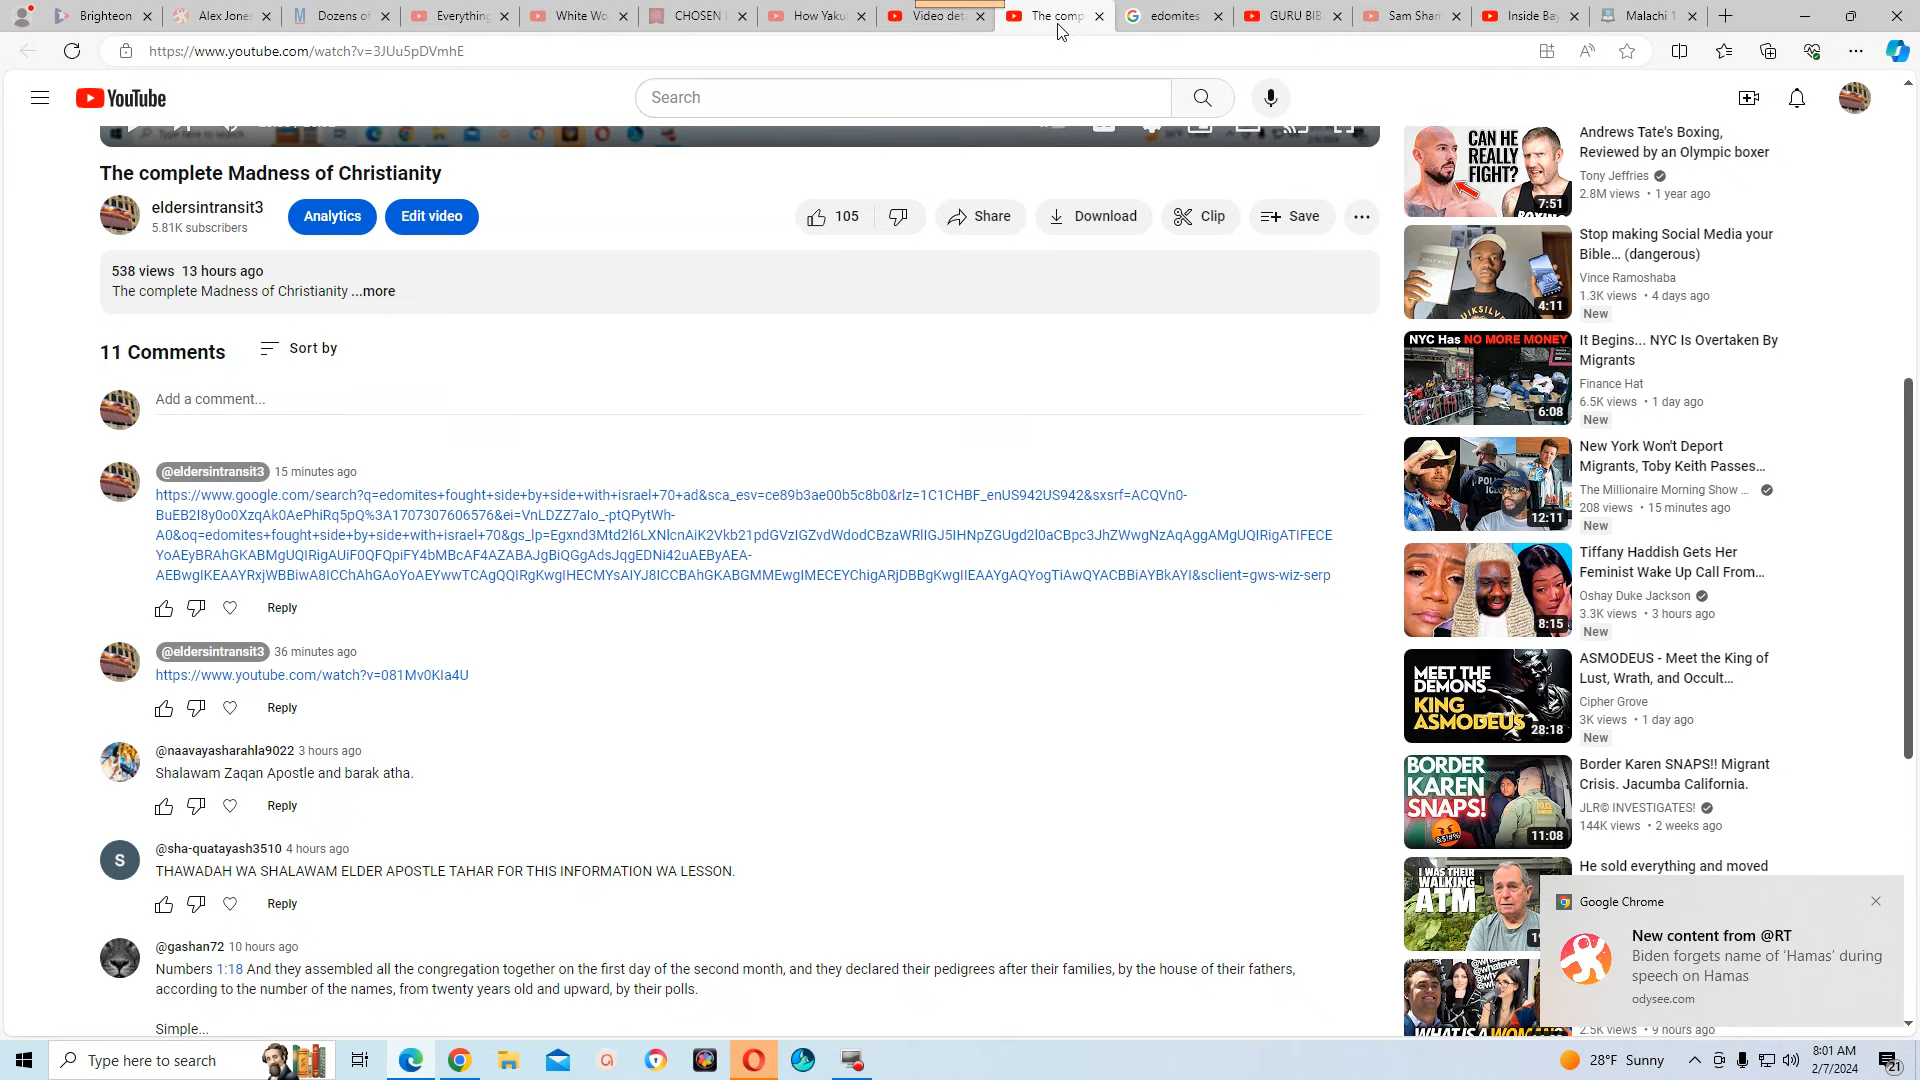 Brighteon
Alex Jones
Dozens of
Everything
White Wo
CHOSEN
How Yaku
Video det
The comp
edomites
GURU BIB
Sam Sham
Inside Bay
Malachi 1
https://www.youtube.com/watch?v=3JUu5pDVmhE
YouTube
Search
The complete Madness of Christianity
eldersintransit3
5.81K subscribers
Analytics
Edit video
105
Share
Download
Clip
Save
538 views 13 hours ago
The complete Madness of Christianity ...more
11 Comments
Sort by
Add a comment...
@eldersintransit3 15 minutes ago
https://www.google.com/search?q=edomites+fought+side+by+side+with+israel+70+ad&sca_esv=ce89b3ae00b5c8b0&rlz=1C1CHBF_enUS942US942&sxsrf=ACQVn0-
BuEB2I8y0o0XzqAk0AePhiRq5pQ%3A1707307606576&ei=VnLDZZ7aIo_-ptQPytWh-
A0&oq=edomites+fought+side+by+side+with+israel+70&gs_lp=Egxnd3Mtd2l6LXNlcnAiK2Vkb21pdGVzIGZvdWdodCBzaWRlIGJ5IHNpZGUgd2l0aCBpc3JhZWwgNzAqAggAMgUQIRigATIFECE
YoAEyBRAhGKABMgUQIRigAUiF0QFQpiFY4bMBcAF4AZABAJgBiQGgAdsJqgEDNi42uAEByAEA-
AEBwgIKEAAYRxjWBBiwA8ICChAhGAoYoAEYwwTCAgQQIRgKwgIHECMYsAIYJ8ICCBAhGKABGMMEwgIMECEYChigARjDBBgKwgIIEAAYgAQYogTiAwQYACBBiAYBkAYI&sclient=gws-wiz-serp
Reply
@eldersintransit3 36 minutes ago
https://www.youtube.com/watch?v=081Mv0KIa4U
Reply
@naavayasharahla9022 3 hours ago
Shalawam Zaqan Apostle and barak atha.
Reply
S
@sha-quatayash3510 4 hours ago
THAWADAH WA SHALAWAM ELDER APOSTLE TAHAR FOR THIS INFORMATION WA LESSON.
Reply
@gashan72 10 hours ago
Numbers 1:18 And they assembled all the congregation together on the first day of the second month, and they declared their pedigrees after their families, by the house of their fathers,
according to the number of the names, from twenty years old and upward, by their polls.
Simple...
CAN HE
REALLY
FIGHT?
7:51
Andrews Tate's Boxing,
Reviewed by an Olympic boxer
Tony Jeffries
2.8M views • 1 year ago
HOLY BIBLE
4:11
Stop making Social Media your
Bible... (dangerous)
Vince Ramoshaba
1.3K views • 4 days ago
New
NYC Has NO MORE MONEY
6:08
It Begins... NYC Is Overtaken By
Migrants
Finance Hat
6.5K views • 1 day ago
New
12:11
New York Won't Deport
Migrants, Toby Keith Passes...
The Millionaire Morning Show ...
208 views • 15 minutes ago
New
8:15
Tiffany Haddish Gets Her
Feminist Wake Up Call From...
Oshay Duke Jackson
3.3K views • 3 hours ago
New
MEET THE
DEMONS
KING
ASMODEUS
28:18
ASMODEUS - Meet the King of
Lust, Wrath, and Occult...
Cipher Grove
3K views • 1 day ago
New
BORDER
KAREN
SNAPS!
11:08
Border Karen SNAPS!! Migrant
Crisis. Jacumba California.
JLR© INVESTIGATES!
144K views • 2 weeks ago
I WAS THEIR
WALKING
ATM
He sold everything and moved
WHAT IS A WOMAN?
2.5K views • 9 hours ago
Google Chrome
New content from @RT
Biden forgets name of ‘Hamas’ during
speech on Hamas
odysee.com
Type here to search
28°F Sunny
8:01 AM
2/7/2024
21